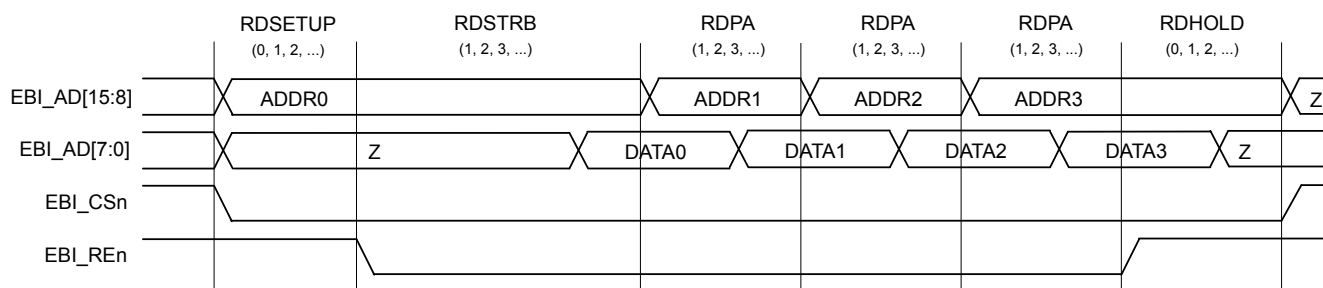 RDSETUP RDSTRB RDPA RDPA RDPA RDHOLD
(0, 1, 2, ...) (1, 2, 3, ...) (1, 2, 3, ...) (1, 2, 3, ...) (1, 2, 3, ...) (0, 1, 2, ...)
EBI_AD[15:8] ADDR0 ADDR1 ADDR2 ADDR3 Z
EBI_AD[7:0] Z DATA0 DATA1 DATA2 DATA3 Z
EBI_CSn
EBI_REn